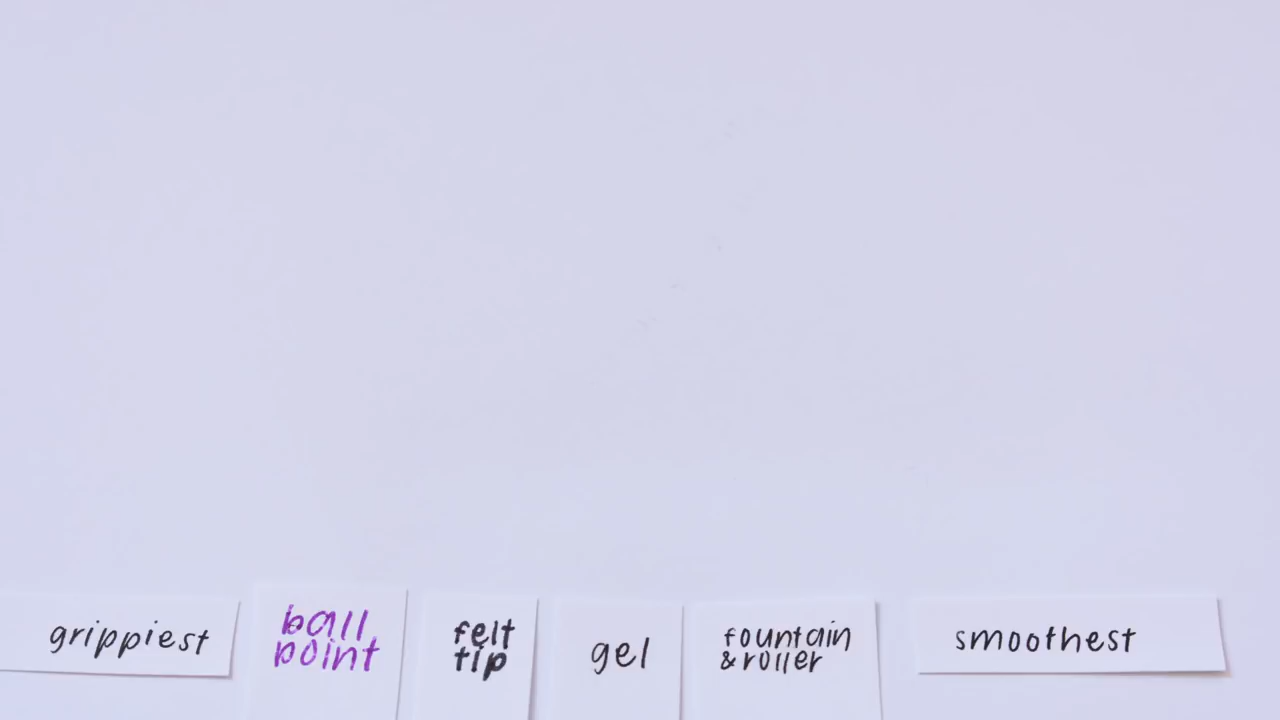 grippiest
ball
point
felt
tip
gel
fountain
& roller
smoothest